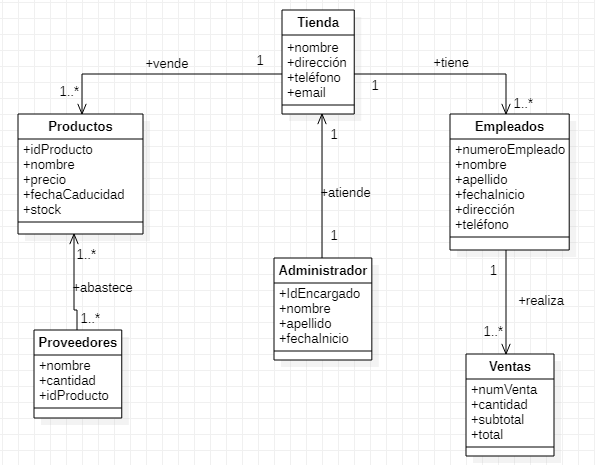 Tienda
+nombre
+dirección
+teléfono
+email
+vende
1
1..*
+tiene
1
1..*
Productos
+idProducto
+nombre
+precio
+fechaCaducidad
+stock
Empleados
+numeroEmpleado
+nombre
+apellido
+fechaInicio
+dirección
+teléfono
1
+atiende
1
Administrador
+IdEncargado
+nombre
+apellido
+fechaInicio
1..*
+abastece
1..*
Proveedores
+nombre
+cantidad
+idProducto
1
+realiza
1..*
Ventas
+numVenta
+cantidad
+subtotal
+total